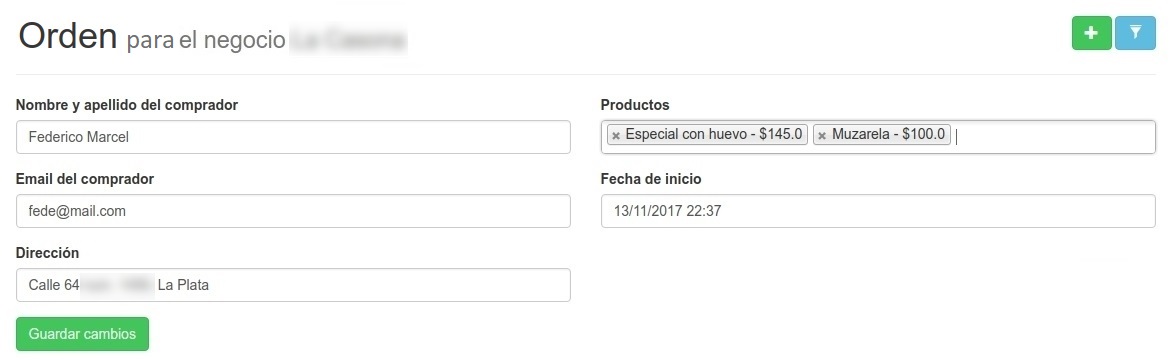 Orden para el negocio
Nombre y apellido del comprador
Federico Marcel
Productos
× Especial con huevo - $145.0 × Muzarela - $100.0
Email del comprador
fede@mail.com
Fecha de inicio
13/11/2017 22:37
Dirección
Calle 64 La Plata
Guardar cambios